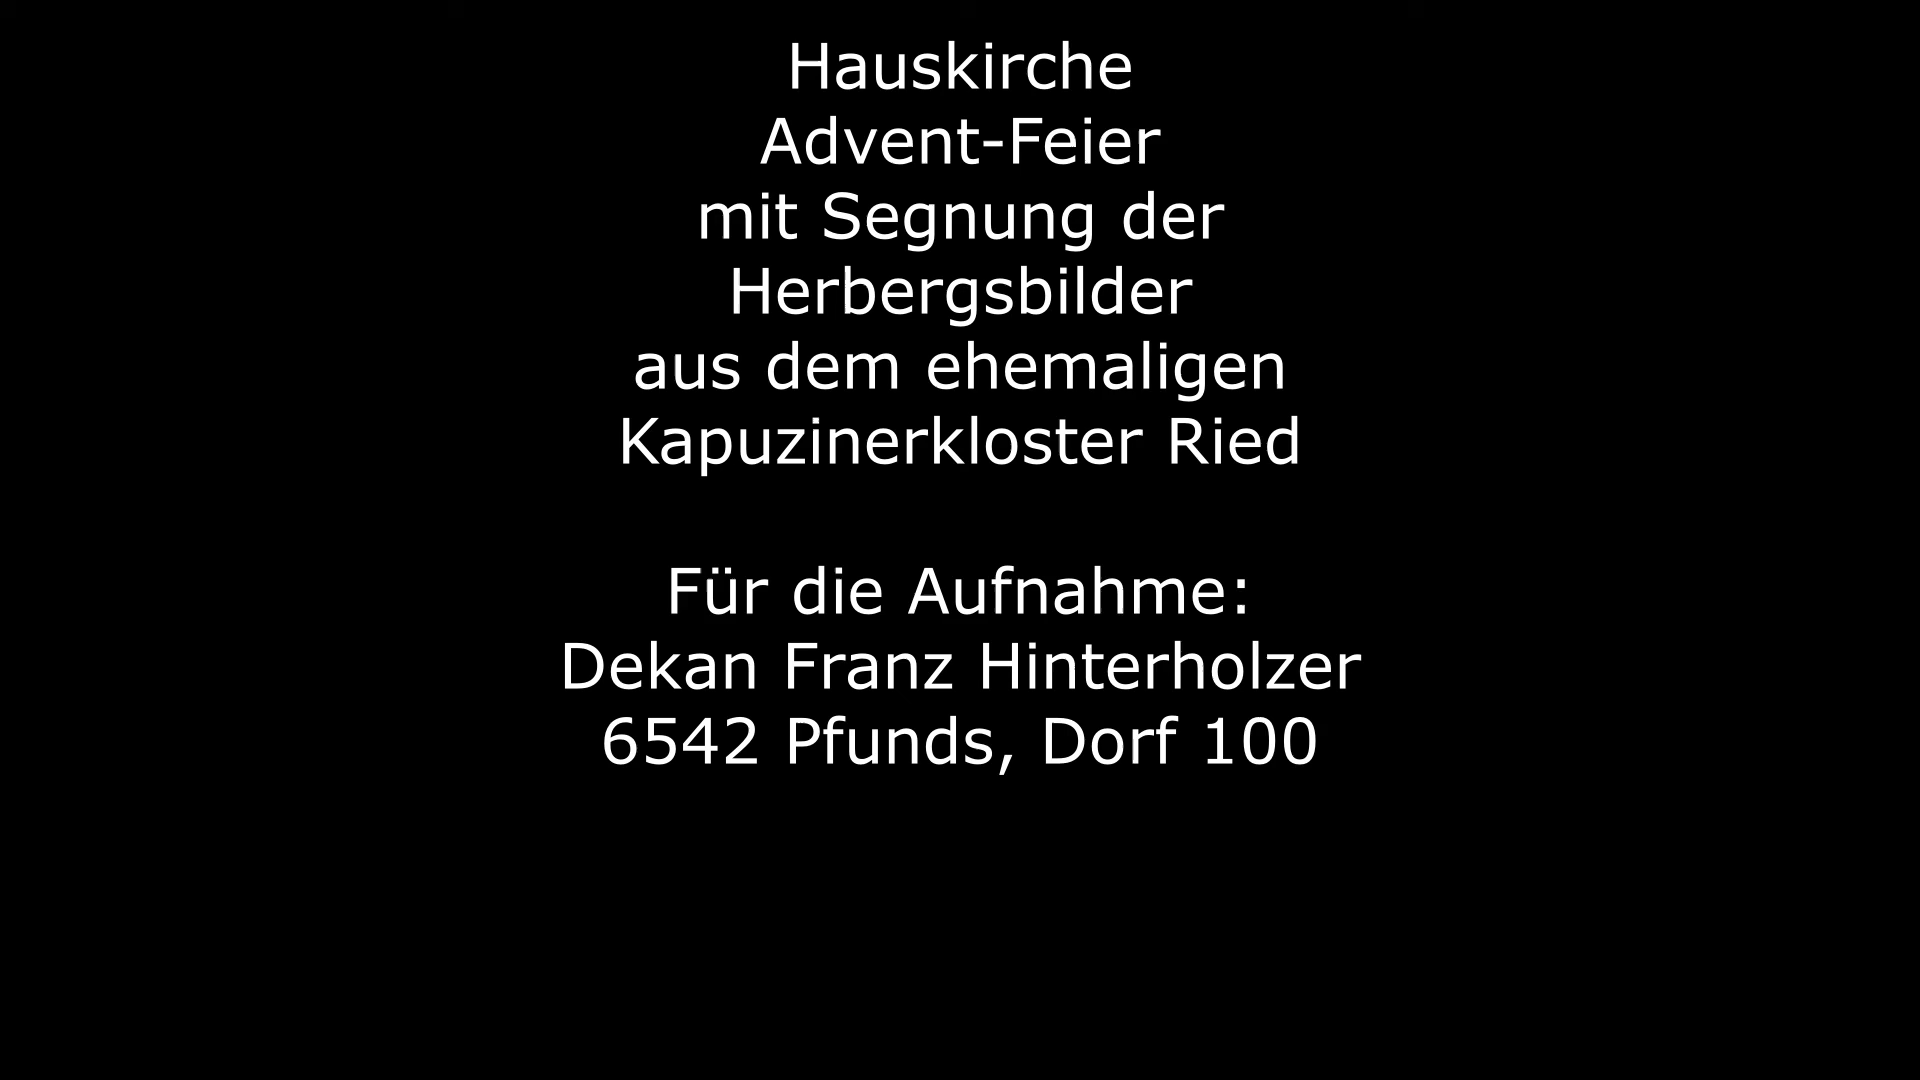 Hauskirche
Advent-Feier
mit Segnung der
Herbergsbilder
aus dem ehemaligen
Kapuzinerkloster Ried
Für die Aufnahme:
Dekan Franz Hinterholzer
6542 Pfunds, Dorf 100